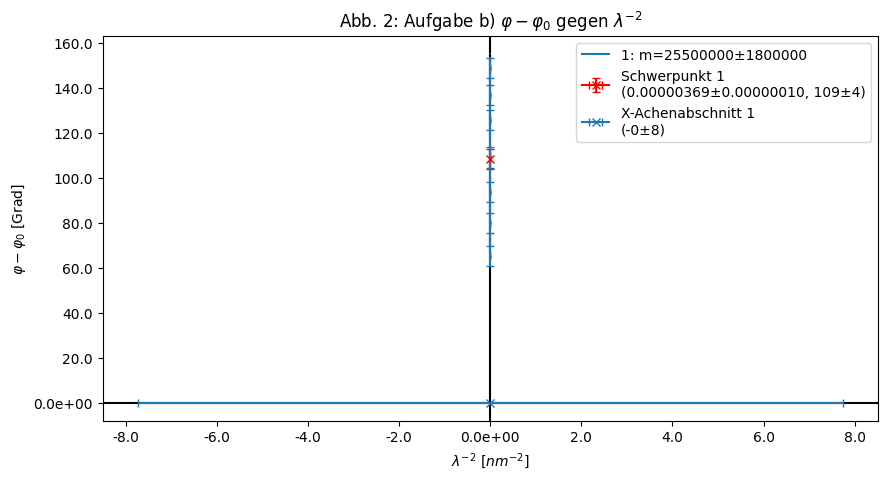 Abb. 2: Aufgabe b) φ − φ₀ gegen λ⁻²
160.0
140.0
120.0
100.0
80.0
60.0
40.0
20.0
0.0e+00
φ − φ₀ [Grad]
1: m=25500000±1800000
Schwerpunkt 1
(0.00000369±0.00000010, 109±4)
X-Achenabschnitt 1
(-0±8)
-8.0 -6.0 -4.0 -2.0 0.0e+00 2.0 4.0 6.0 8.0
λ⁻² [nm⁻²]